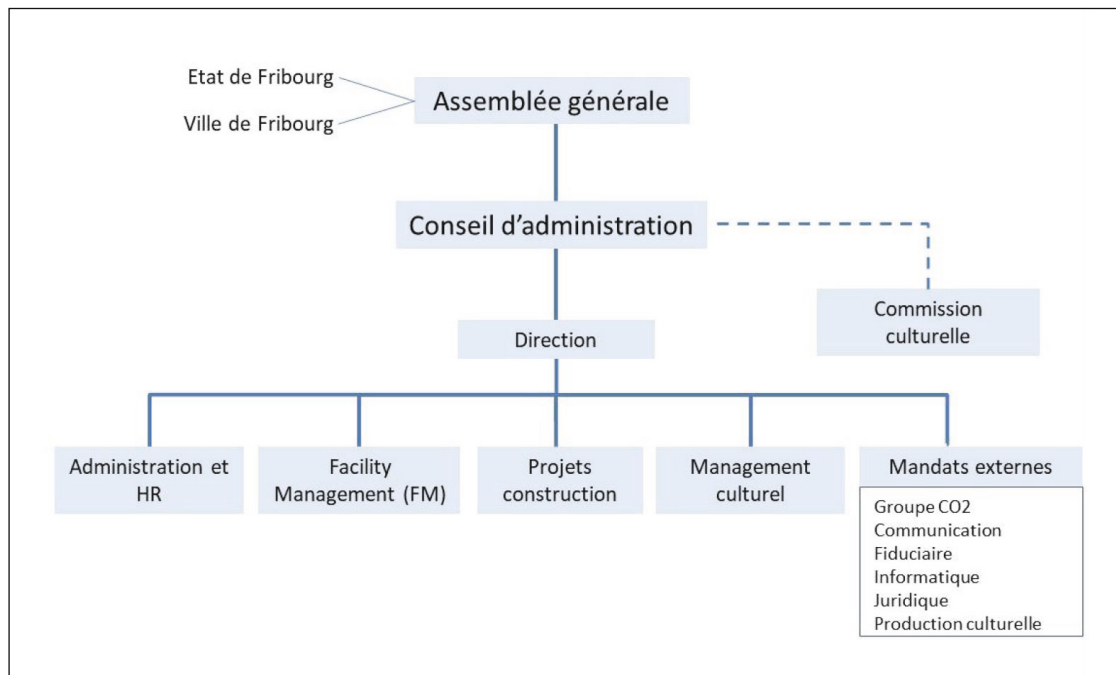 Etat de Fribourg
Ville de Fribourg
Assemblée générale
Conseil d’administration
Commission
culturelle
Direction
Administration et
HR
Facility
Management (FM)
Projets
construction
Management
culturel
Mandats externes
Groupe CO2
Communication
Fiduciaire
Informatique
Juridique
Production culturelle